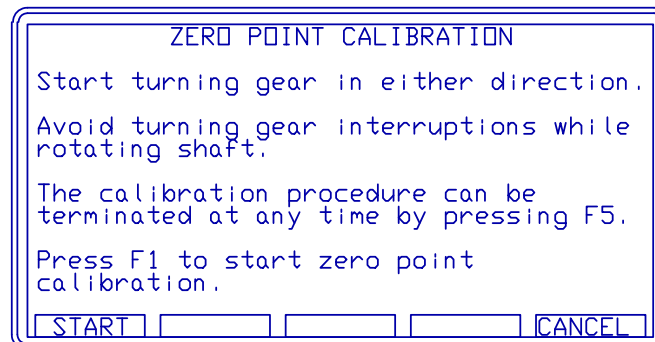 ZERO POINT CALIBRATION
Start turning gear in either direction.
Avoid turning gear interruptions while
rotating shaft.
The calibration procedure can be
terminated at any time by pressing F5.
Press F1 to start zero point
calibration.
START CANCEL